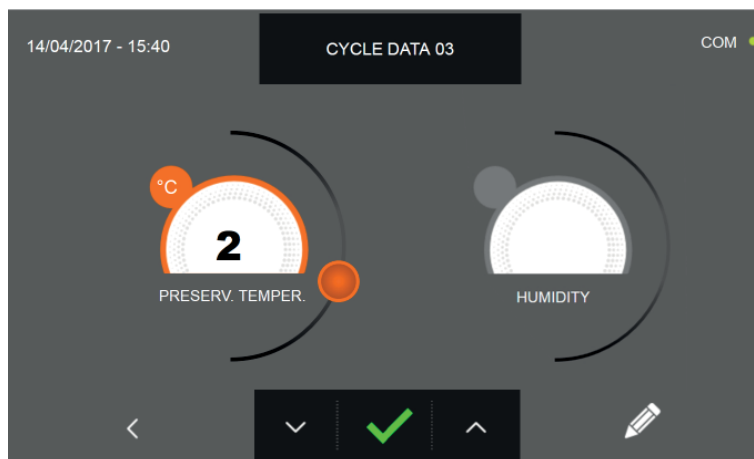 14/04/2017 - 15:40
CYCLE DATA 03
COM
°C
2
PRESERV. TEMPER.
HUMIDITY